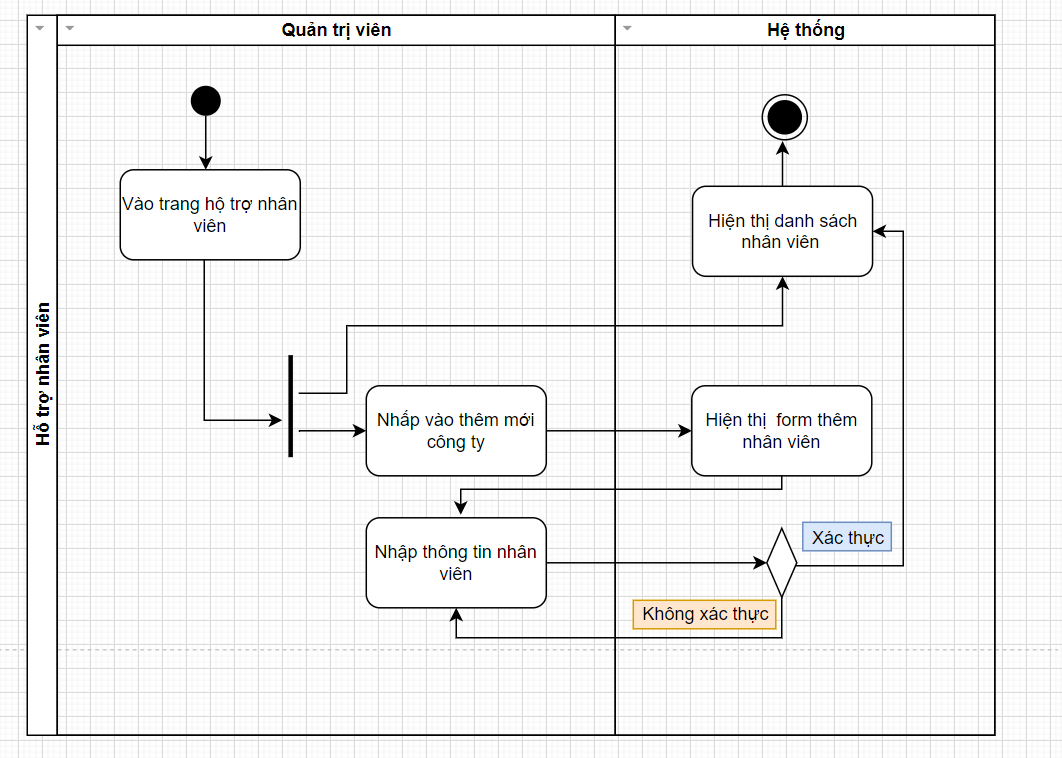 Quản trị viên
Hệ thống
Hỗ trợ nhân viên
Vào trang hộ trợ nhân
viên
Hiện thị danh sách
nhân viên
Nhấp vào thêm mới
công ty
Hiện thị  form thêm
nhân viên
Nhập thông tin nhân
viên
Xác thực
Không xác thực